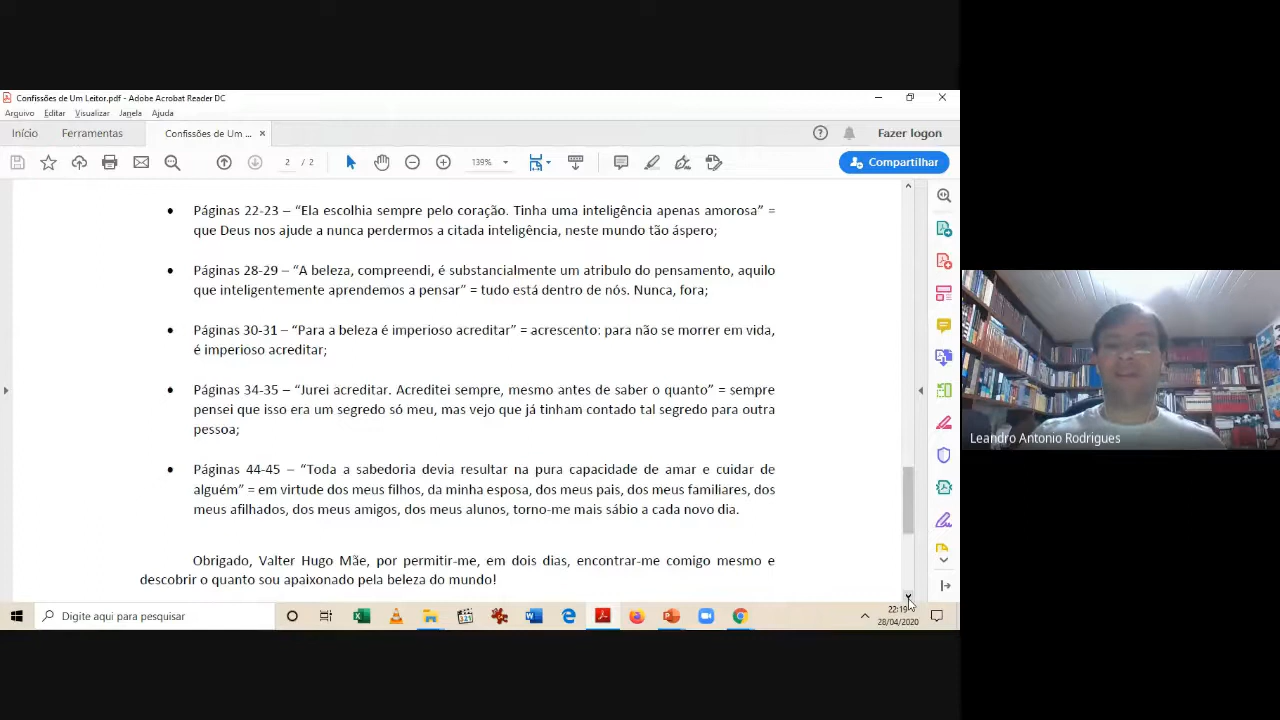 Confissões de Um Leitor.pdf - Adobe Acrobat Reader DC
Arquivo Editar Visualizar Janela Ajuda
Início Ferramentas Confissões de Um ... × Fazer logon
2 / 2 139% Compartilhar
• Páginas 22-23 – “Ela escolhia sempre pelo coração. Tinha uma inteligência apenas amorosa” =
que Deus nos ajude a nunca perdermos a citada inteligência, neste mundo tão áspero;
• Páginas 28-29 – “A beleza, compreendi, é substancialmente um atribulo do pensamento, aquilo
que inteligentemente aprendemos a pensar” = tudo está dentro de nós. Nunca, fora;
• Páginas 30-31 – “Para a beleza é imperioso acreditar” = acrescento: para não se morrer em vida,
é imperioso acreditar;
• Páginas 34-35 – “Jurei acreditar. Acreditei sempre, mesmo antes de saber o quanto” = sempre
pensei que isso era um segredo só meu, mas vejo que já tinham contado tal segredo para outra
pessoa;
• Páginas 44-45 – “Toda a sabedoria devia resultar na pura capacidade de amar e cuidar de
alguém” = em virtude dos meus filhos, da minha esposa, dos meus pais, dos meus familiares, dos
meus afilhados, dos meus amigos, dos meus alunos, torno-me mais sábio a cada novo dia.
Obrigado, Valter Hugo Mãe, por permitir-me, em dois dias, encontrar-me comigo mesmo e
descobrir o quanto sou apaixonado pela beleza do mundo!
Leandro Antonio Rodrigues
Digite aqui para pesquisar
22:19
28/04/2020